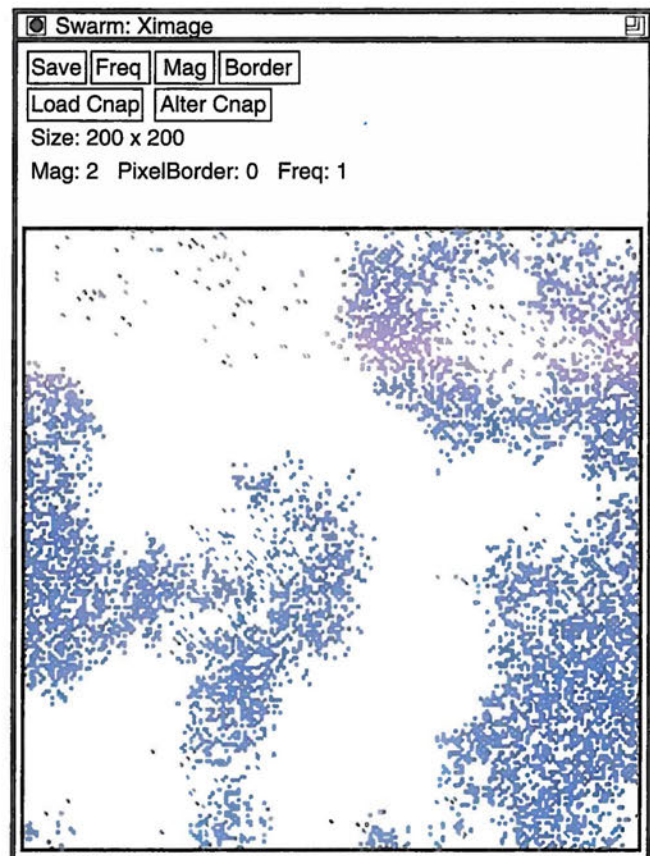 Swarm: Ximage
Save Freq Mag Border
Load Cnap Alter Cnap
Size: 200 x 200
Mag: 2 PixelBorder: 0 Freq: 1